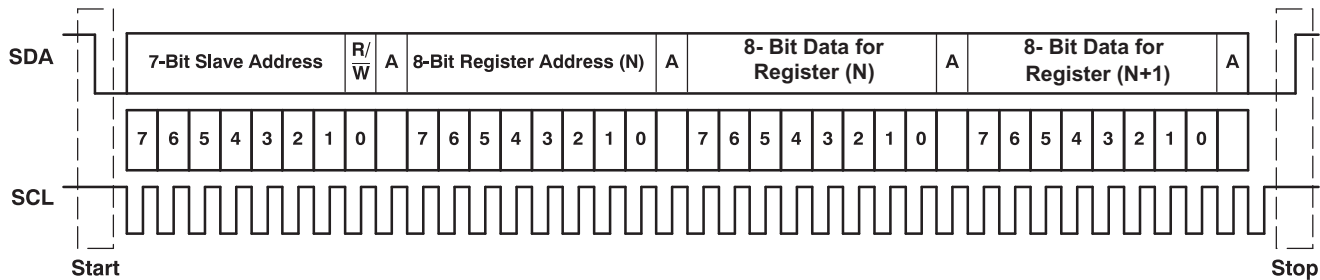 SDA
7-Bit Slave Address
R/
W
A
8-Bit Register Address (N)
A
8- Bit Data for
Register (N)
A
8- Bit Data for
Register (N+1)
A
7 6 5 4 3 2 1 0 7 6 5 4 3 2 1 0 7 6 5 4 3 2 1 0 7 6 5 4 3 2 1 0
SCL
Start
Stop